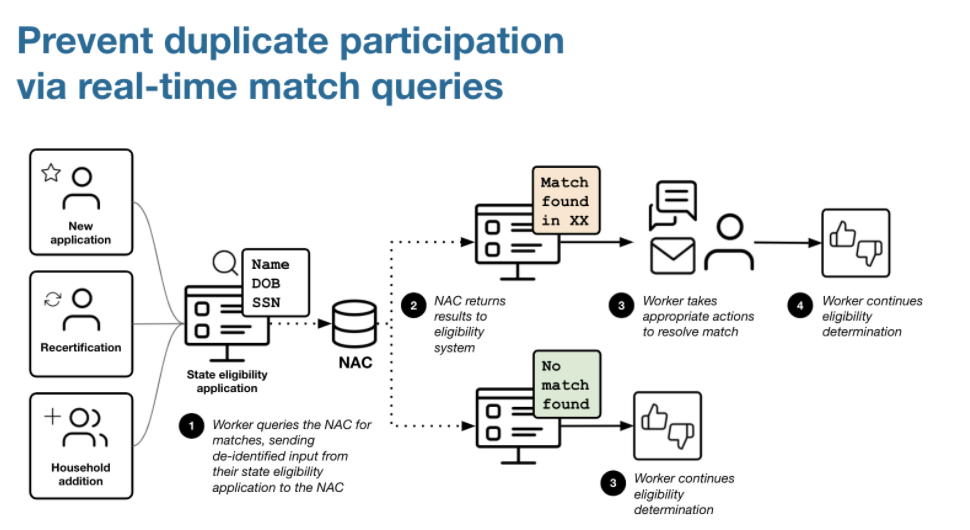 Prevent duplicate participation
via real-time match queries
New
application
Recertification
Household
addition
Name
DOB
SSN
State eligibility
application
1
Worker queries the NAC for
matches, sending
de-identified input from
their state eligibility
application to the NAC
NAC
2
NAC returns
results to
eligibility
system
Match
found
in XX
3
Worker takes
appropriate actions
to resolve match
4
Worker continues
eligibility
determination
No
match
found
3
Worker continues
eligibility
determination